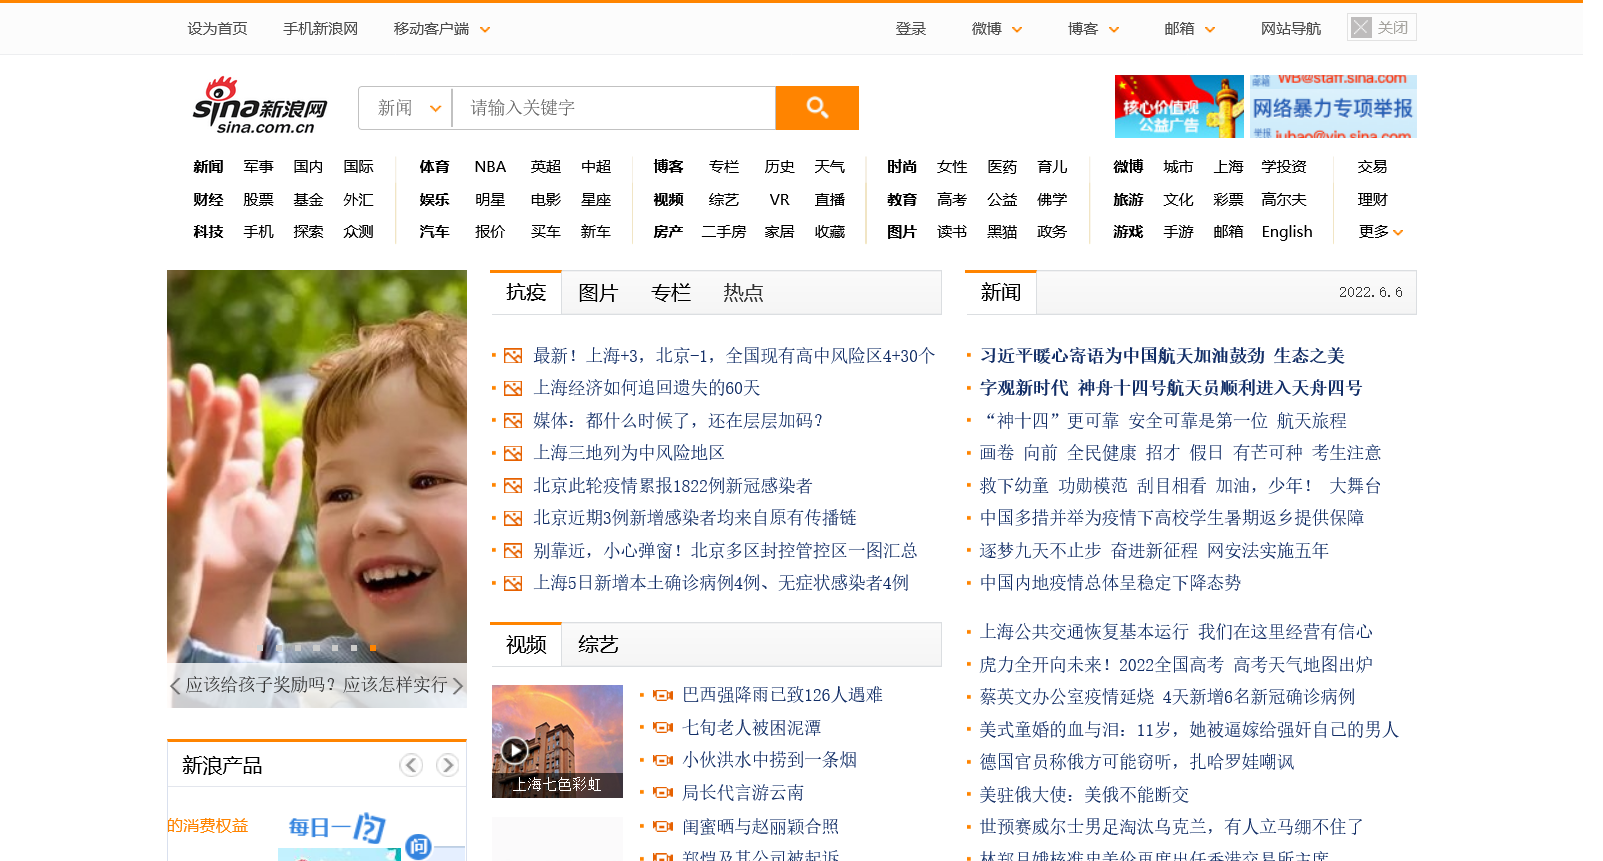 设为首页 手机新浪网 移动客户端 登录 微博 博客 邮箱 网站导航 关闭
sina新浪网
sina.com.cn
新闻 请输入关键字
核心价值观
公益广告
WB@staff.sina.com
网络暴力专项举报
举报 jubao@vip.sina.com
新闻 军事 国内 国际 体育 NBA 英超 中超 博客 专栏 历史 天气 时尚 女性 医药 育儿 微博 城市 上海 学投资 交易
财经 股票 基金 外汇 娱乐 明星 电影 星座 视频 综艺 VR 直播 教育 高考 公益 佛学 旅游 文化 彩票 高尔夫 理财
科技 手机 探索 众测 汽车 报价 买车 新车 房产 二手房 家居 收藏 图片 读书 黑猫 政务 游戏 手游 邮箱 English 更多
应该给孩子奖励吗？应该怎样实行
新浪产品
的消费权益
每日一问
问
抗疫 图片 专栏 热点
最新！上海+3，北京-1，全国现有高中风险区4+30个
上海经济如何追回遗失的60天
媒体：都什么时候了，还在层层加码？
上海三地列为中风险地区
北京此轮疫情累报1822例新冠感染者
北京近期3例新增感染者均来自原有传播链
别靠近，小心弹窗！北京多区封控管控区一图汇总
上海5日新增本土确诊病例4例、无症状感染者4例
视频 综艺
上海七色彩虹
巴西强降雨已致126人遇难
七旬老人被困泥潭
小伙洪水中捞到一条烟
局长代言游云南
闺蜜晒与赵丽颖合照
郑恺及其公司被起诉
新闻 2022.6.6
习近平暖心寄语为中国航天加油鼓劲 生态之美
字观新时代 神舟十四号航天员顺利进入天舟四号
“神十四”更可靠 安全可靠是第一位 航天旅程
画卷 向前 全民健康 招才 假日 有芒可种 考生注意
救下幼童 功勋模范 刮目相看 加油，少年！ 大舞台
中国多措并举为疫情下高校学生暑期返乡提供保障
逐梦九天不止步 奋进新征程 网安法实施五年
中国内地疫情总体呈稳定下降态势
上海公共交通恢复基本运行 我们在这里经营有信心
虎力全开向未来！2022全国高考 高考天气地图出炉
蔡英文办公室疫情延烧 4天新增6名新冠确诊病例
美式童婚的血与泪：11岁，她被逼嫁给强奸自己的男人
德国官员称俄方可能窃听，扎哈罗娃嘲讽
美驻俄大使：美俄不能断交
世预赛威尔士男足淘汰乌克兰，有人立马绷不住了
林郑月娥核准史美伦再度出任香港交易所主席